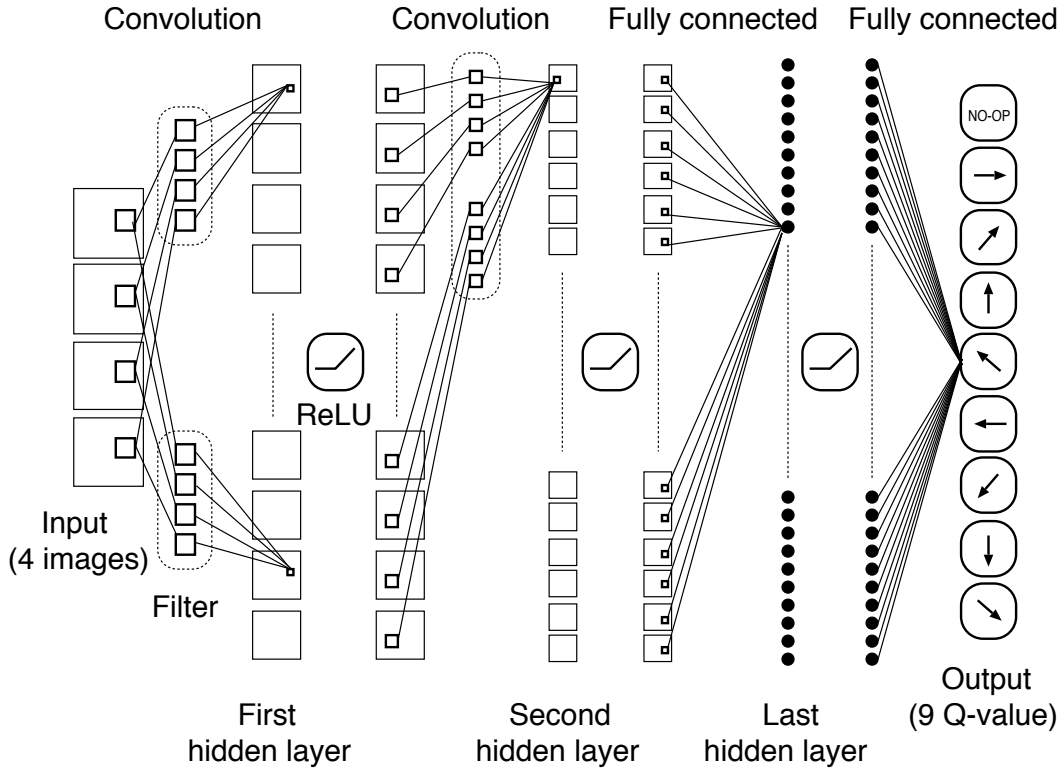 Convolution
Convolution
Fully connected
Fully connected
NO-OP
ReLU
Input
(4 images)
Filter
First
hidden layer
Second
hidden layer
Last
hidden layer
Output
(9 Q-value)